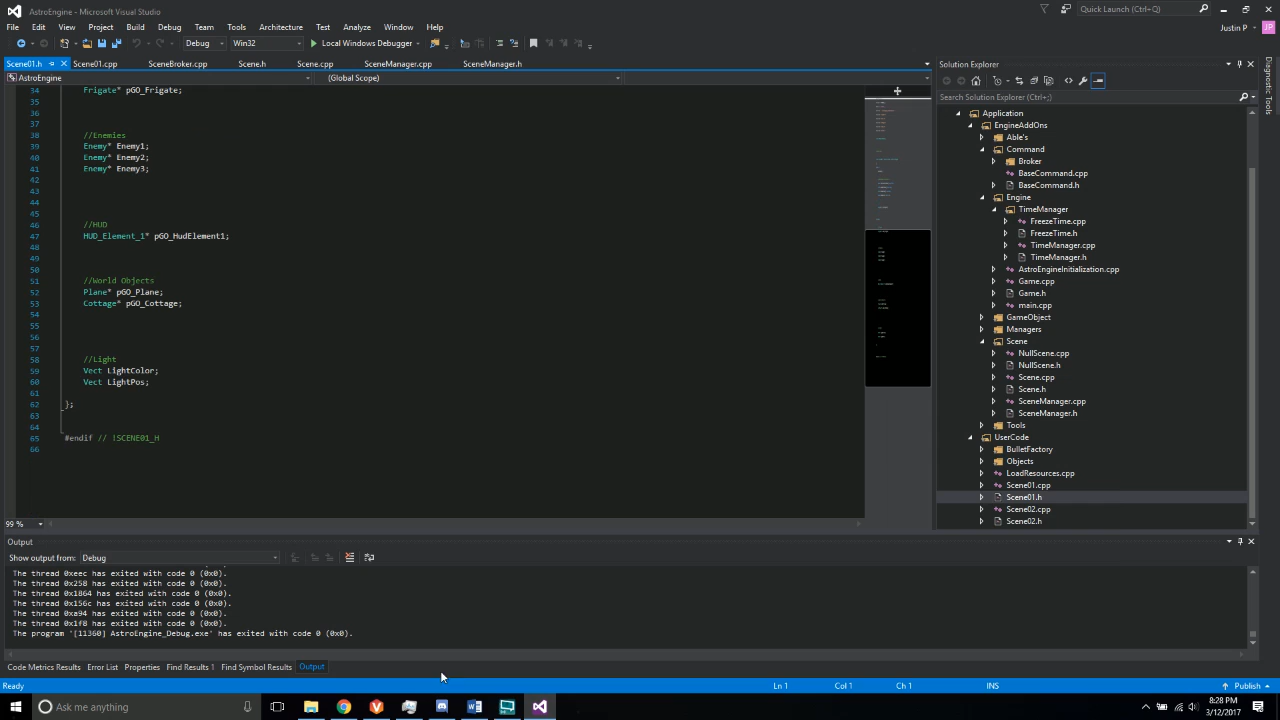 AstroEngine - Microsoft Visual Studio
Quick Launch (Ctrl+Q)
File Edit View Project Build Debug Team Tools Architecture Test Analyze Window Help
Justin P JP
Debug Win32 Local Windows Debugger
Scene01.h Scene01.cpp SceneBroker.cpp Scene.h Scene.cpp SceneManager.cpp SceneManager.h
AstroEngine (Global Scope)
34 Frigate* pGO_Frigate;
35
36
37
38 //Enemies
39 Enemy* Enemy1;
40 Enemy* Enemy2;
41 Enemy* Enemy3;
42
43
44
45
46 //HUD
47 HUD_Element_1* pGO_HudElement1;
48
49
50
51 //World Objects
52 Plane* pGO_Plane;
53 Cottage* pGO_Cottage;
54
55
56
57
58 //Light
59 Vect LightColor;
60 Vect LightPos;
61
62 };
63
64
65 #endif // !SCENE01_H
66
99 %
Solution Explorer
Search Solution Explorer (Ctrl+;)
Application
EngineAddOns
Able's
Command
Broker
BaseCommand.cpp
BaseCommand.h
Engine
TimeManager
FreezeTime.cpp
FreezeTime.h
TimeManager.cpp
TimeManager.h
AstroEngineInitialization.cpp
Game.cpp
Game.h
main.cpp
GameObject
Managers
Scene
NullScene.cpp
NullScene.h
Scene.cpp
Scene.h
SceneManager.cpp
SceneManager.h
Tools
UserCode
BulletFactory
Objects
LoadResources.cpp
Scene01.cpp
Scene01.h
Scene02.cpp
Scene02.h
Diagnostic Tools
Output
Show output from: Debug
The thread 0xeec has exited with code 0 (0x0).
The thread 0x258 has exited with code 0 (0x0).
The thread 0x1864 has exited with code 0 (0x0).
The thread 0x156c has exited with code 0 (0x0).
The thread 0xa94 has exited with code 0 (0x0).
The thread 0x1f8 has exited with code 0 (0x0).
The program '[11360] AstroEngine_Debug.exe' has exited with code 0 (0x0).
Code Metrics Results Error List Properties Find Results 1 Find Symbol Results Output
Ready Ln 1 Col 1 Ch 1 INS Publish
Ask me anything
8:28 PM
3/12/2017